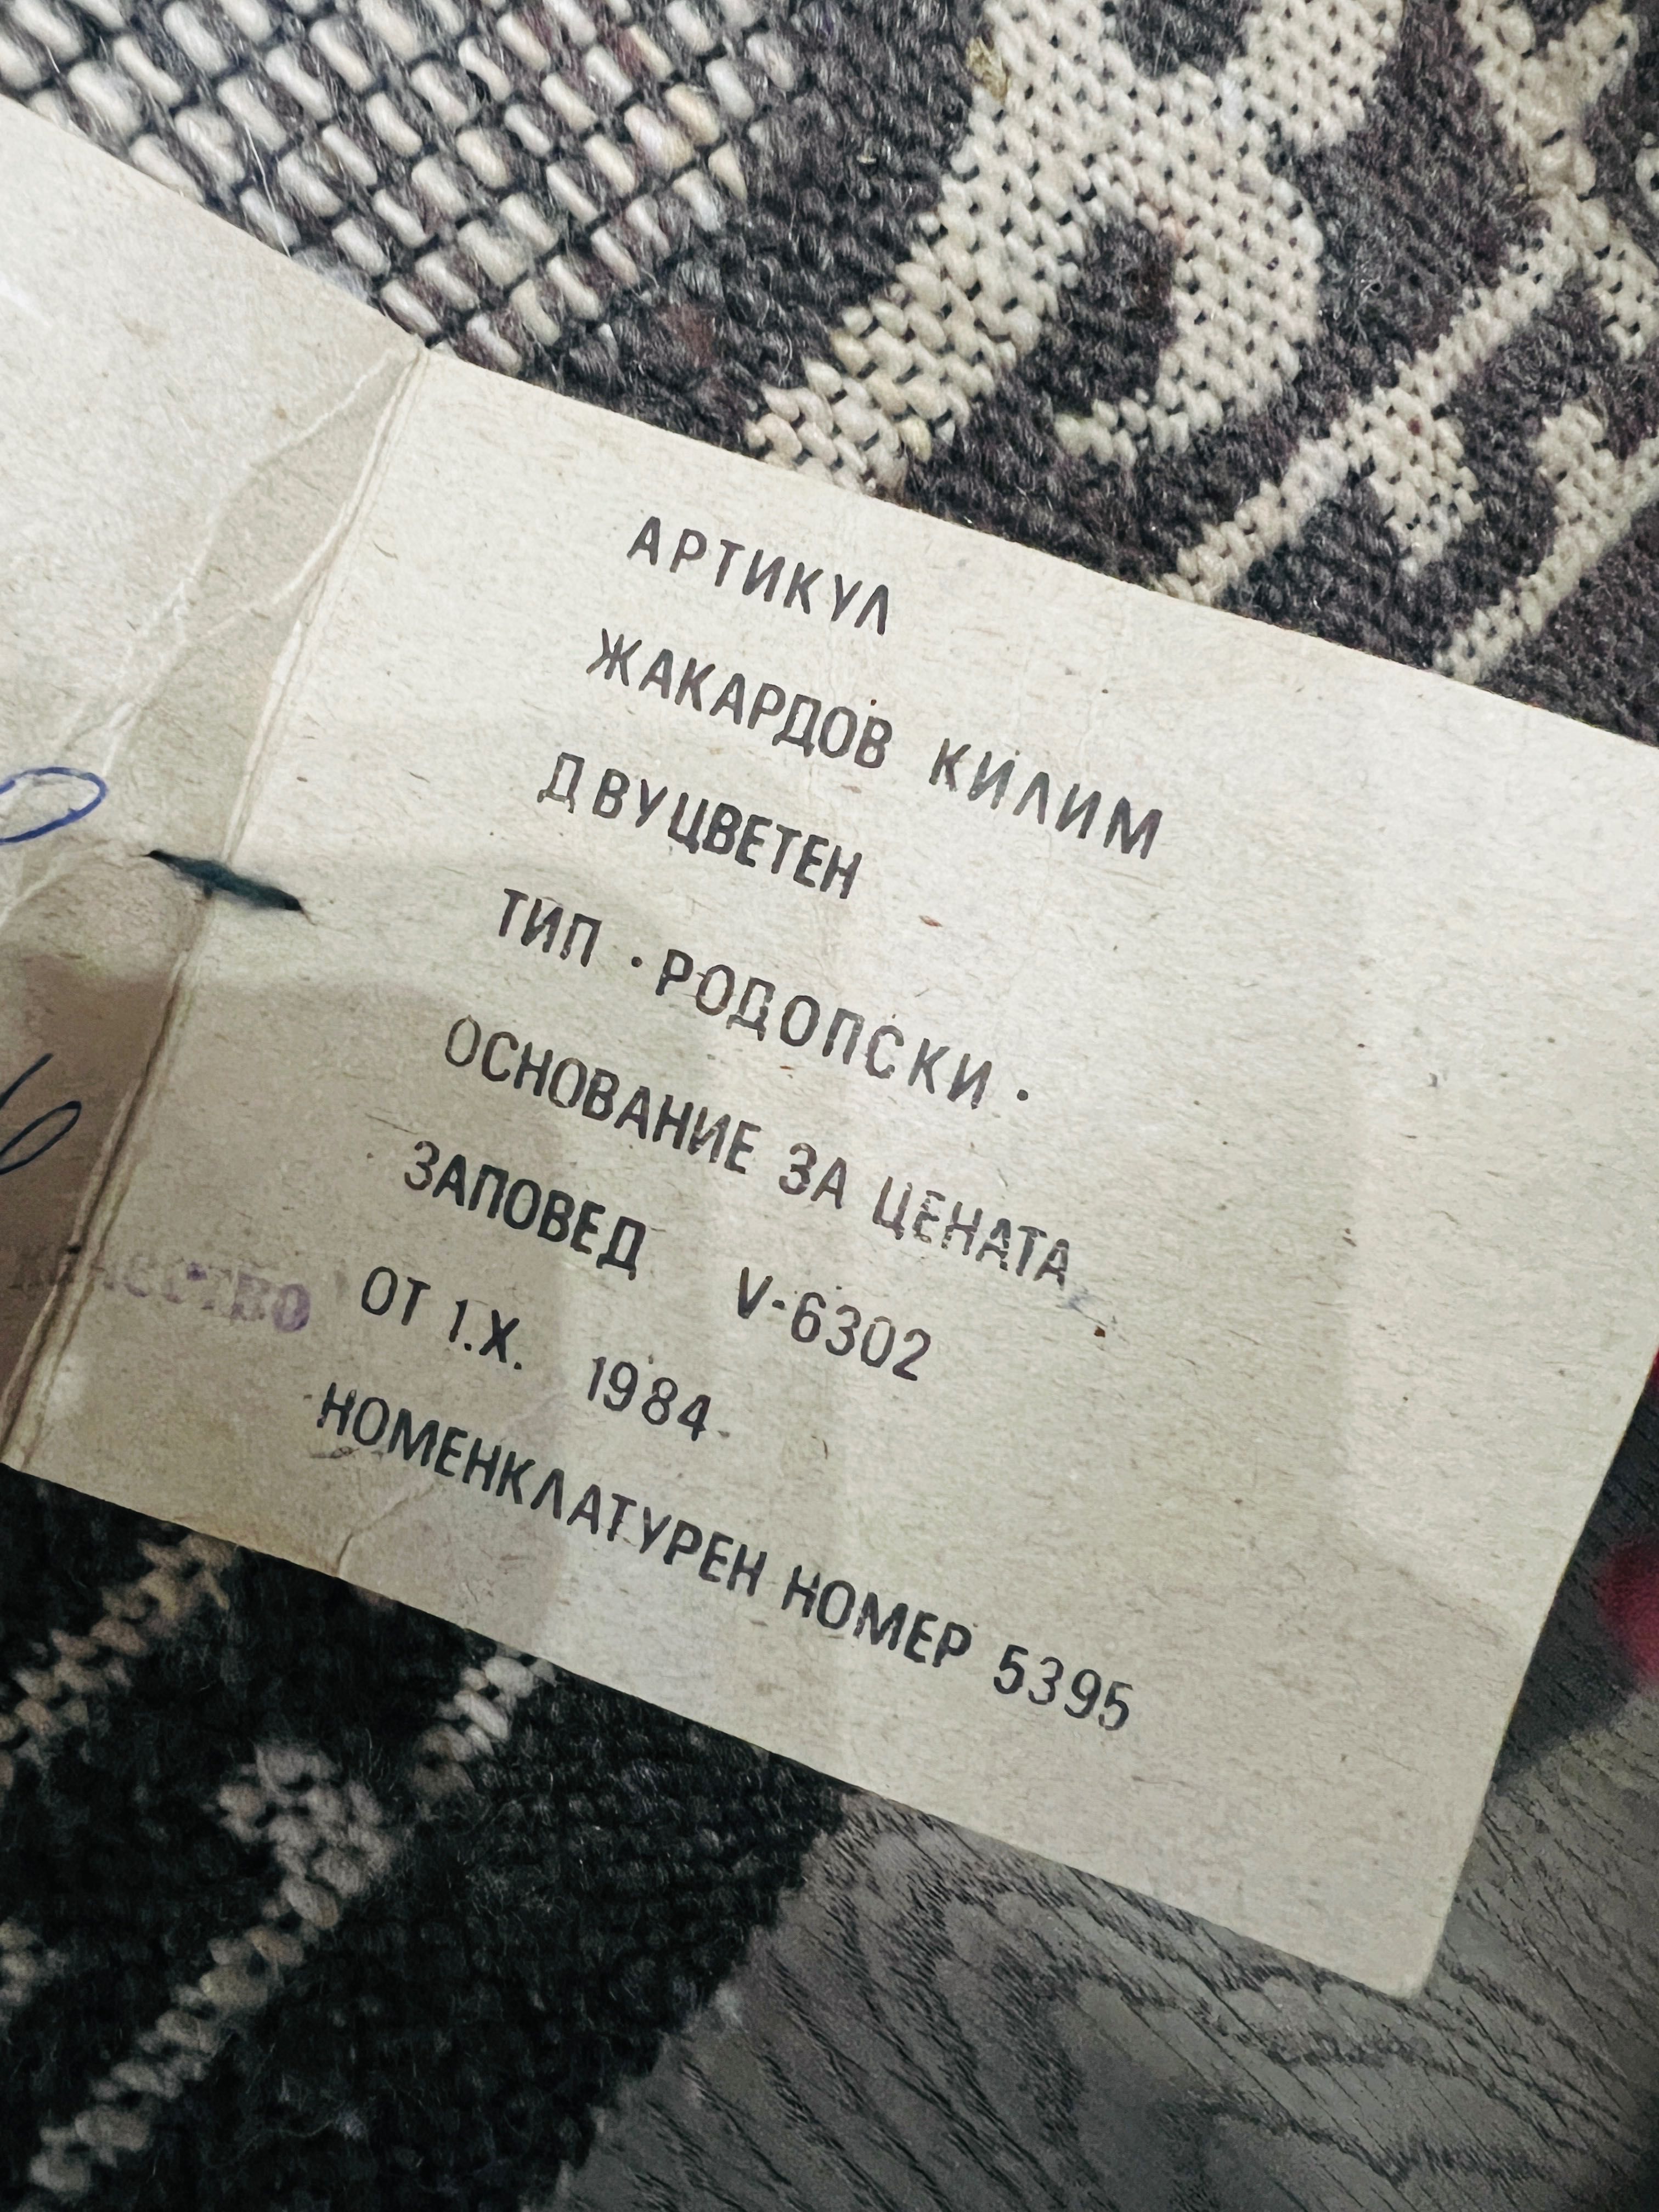 АРТИКУЛ
ЖАКАРДОВ КИЛИМ
ДВУЦВЕТЕН
ТИП · РОДОПСКИ ·
ОСНОВАНИЕ ЗА ЦЕНАТА
ЗАПОВЕД V-6302
ОТ 1.X. 1984
НОМЕНКЛАТУРЕН НОМЕР 5395